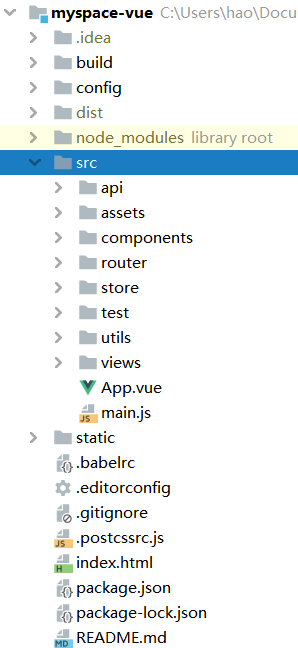 myspace-vue C:\Users\hao\Docu
.idea
build
config
dist
node_modules library root
src
api
assets
components
router
store
test
utils
views
App.vue
main.js
static
.babelrc
.editorconfig
.gitignore
.postcssrc.js
index.html
package.json
package-lock.json
README.md